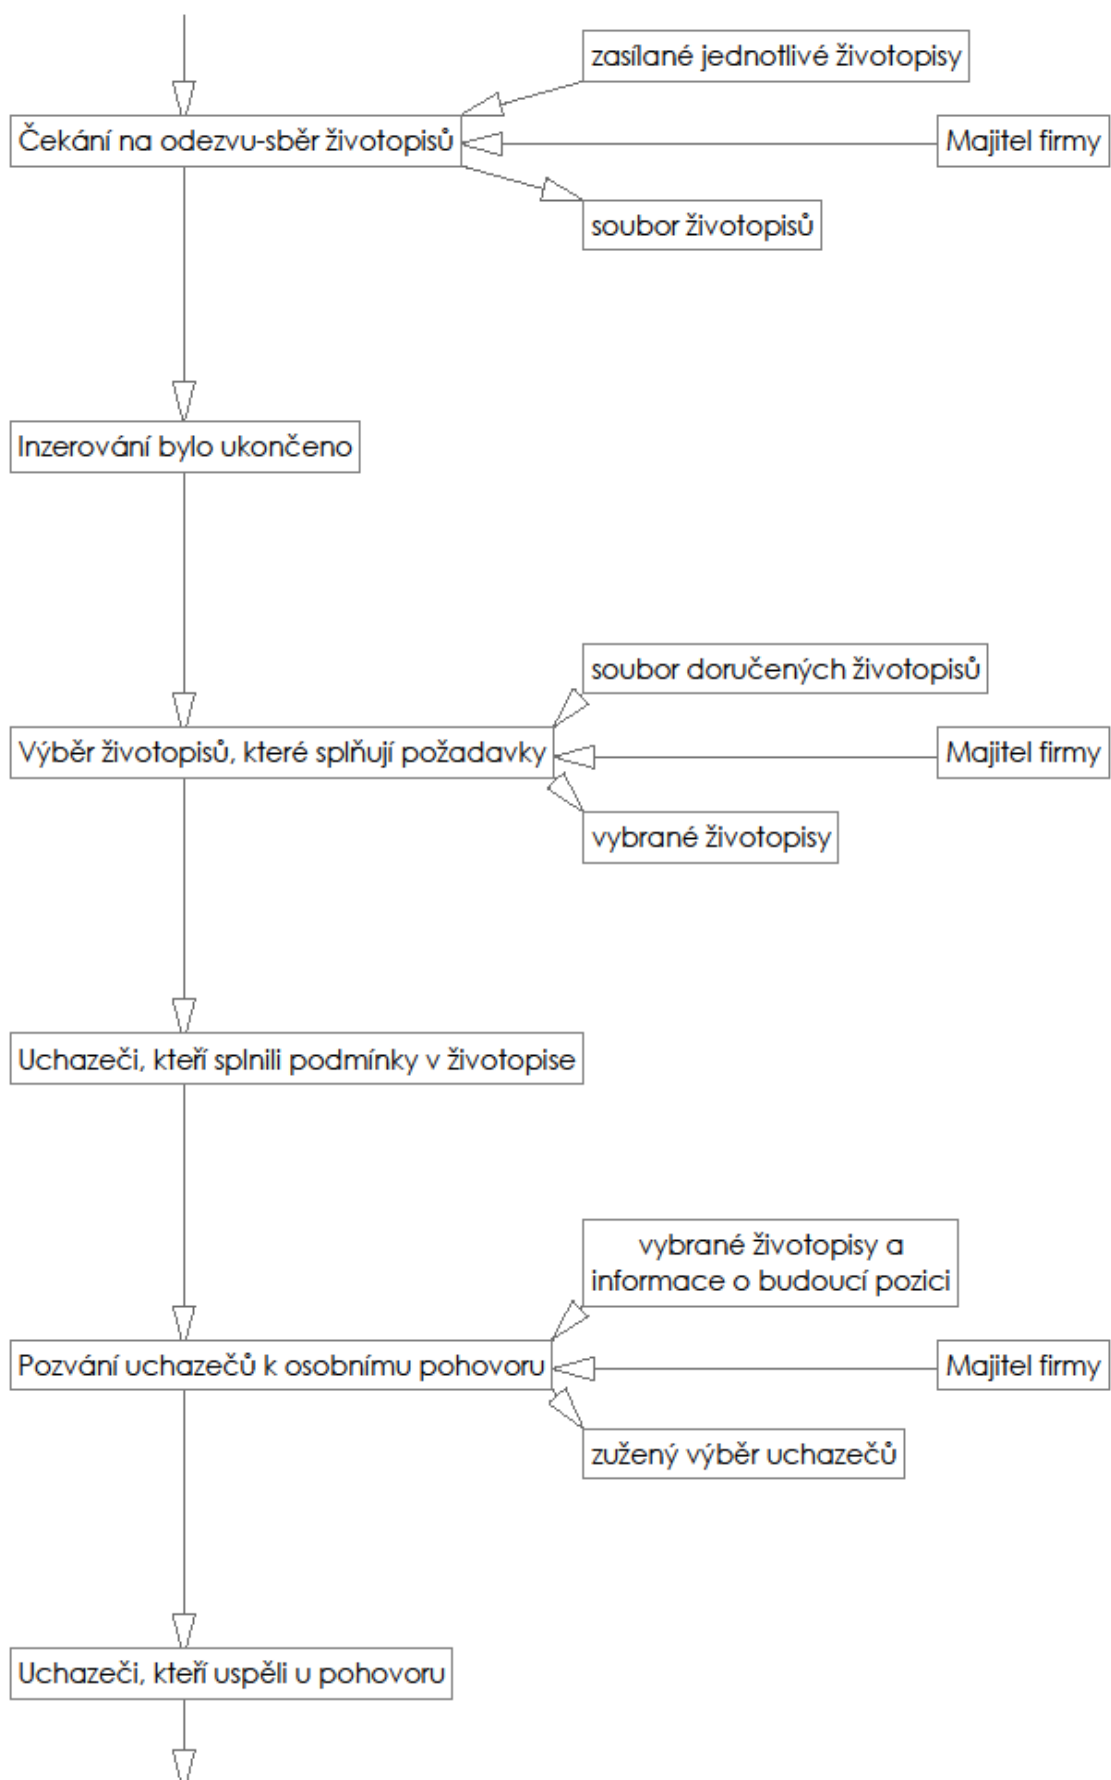 zasílané jednotlivé životopisy
Čekání na odezvu-sběr životopisů
Majitel firmy
soubor životopisů
Inzerování bylo ukončeno
soubor doručených životopisů
Výběr životopisů, které splňují požadavky
Majitel firmy
vybrané životopisy
Uchazeči, kteří splnili podmínky v životopise
vybrané životopisy a
informace o budoucí pozici
Pozvání uchazečů k osobnímu pohovoru
Majitel firmy
zužený výběr uchazečů
Uchazeči, kteří uspěli u pohovoru